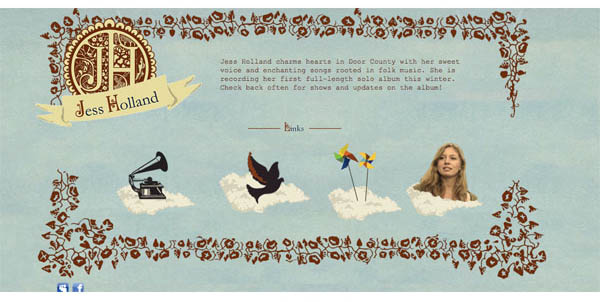 JH
Jess Holland
Jess Holland charms hearts in Door County with her sweet
voice and enchanting songs rooted in folk music. She is
recording her first full-length solo album this winter.
Check back often for shows and updates on the album!
Links
f